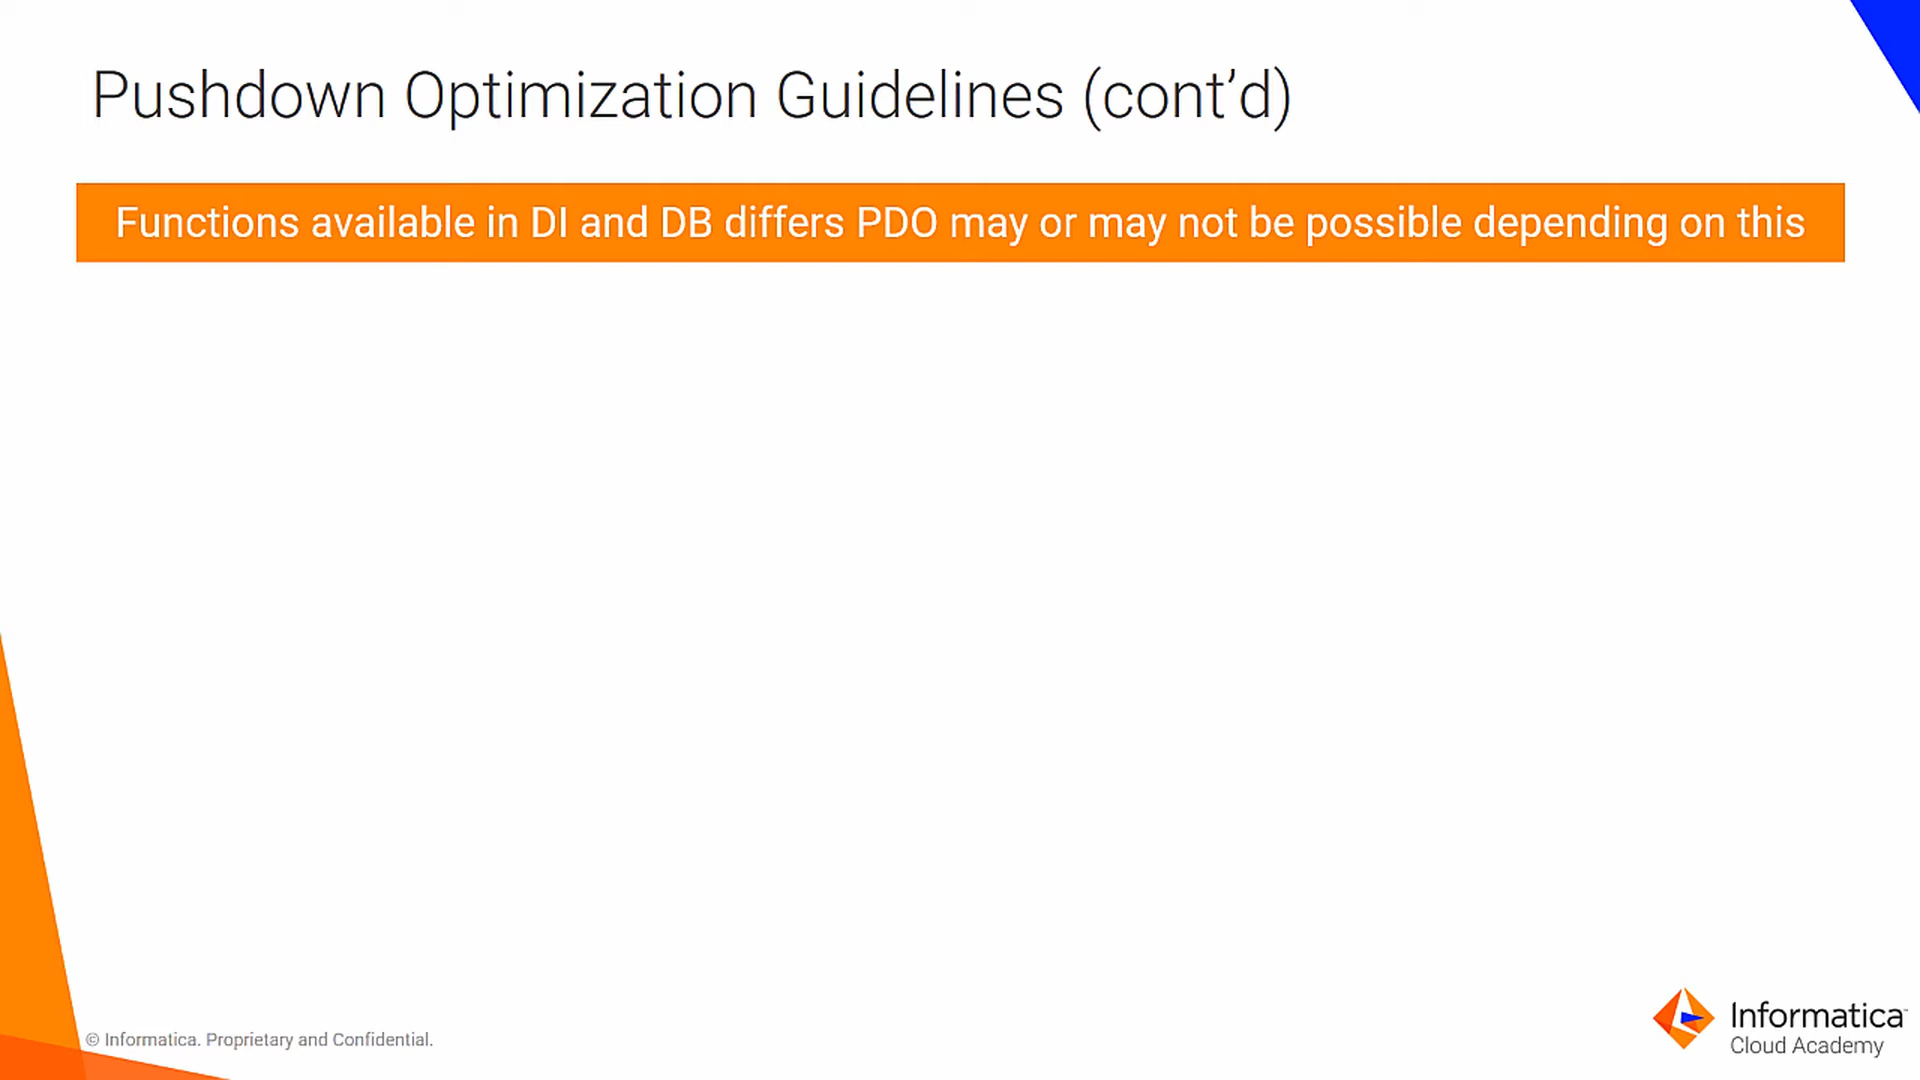 Pushdown Optimization Guidelines (cont’d)
Functions available in DI and DB differs PDO may or may not be possible depending on this
© Informatica. Proprietary and Confidential.
Informatica™
Cloud Academy